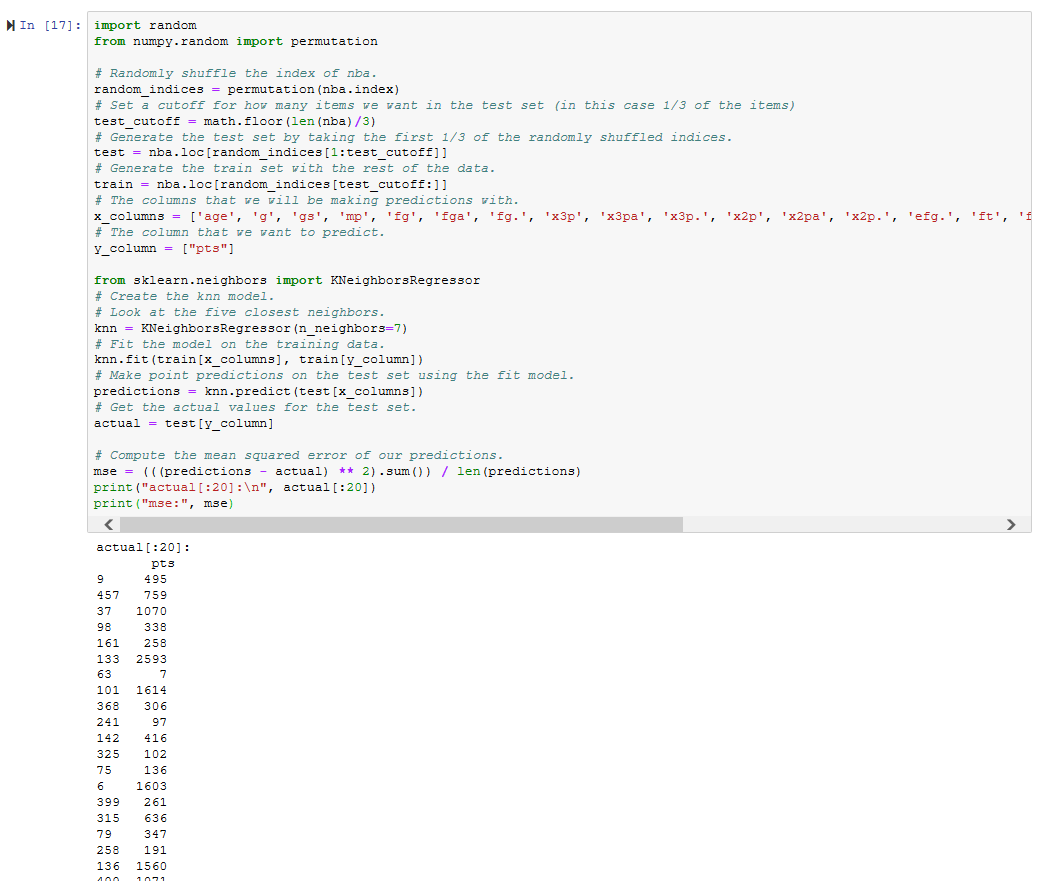 In [17]:
import random
from numpy.random import permutation
# Randomly shuffle the index of nba.
random_indices = permutation(nba.index)
# Set a cutoff for how many items we want in the test set (in this case 1/3 of the items)
test_cutoff = math.floor(len(nba)/3)
# Generate the test set by taking the first 1/3 of the randomly shuffled indices.
test = nba.loc[random_indices[1:test_cutoff]]
# Generate the train set with the rest of the data.
train = nba.loc[random_indices[test_cutoff:]]
# The columns that we will be making predictions with.
x_columns = ['age', 'g', 'gs', 'mp', 'fg', 'fga', 'fg.', 'x3p', 'x3pa', 'x3p.', 'x2p', 'x2pa', 'x2p.', 'efg.', 'ft', 'f
# The column that we want to predict.
y_column = ["pts"]
from sklearn.neighbors import KNeighborsRegressor
# Create the knn model.
# Look at the five closest neighbors.
knn = KNeighborsRegressor(n_neighbors=7)
# Fit the model on the training data.
knn.fit(train[x_columns], train[y_column])
# Make point predictions on the test set using the fit model.
predictions = knn.predict(test[x_columns])
# Get the actual values for the test set.
actual = test[y_column]
# Compute the mean squared error of our predictions.
mse = (((predictions - actual) ** 2).sum()) / len(predictions)
print("actual[:20]:\n", actual[:20])
print("mse:", mse)
actual[:20]:
pts
9 495
457 759
37 1070
98 338
161 258
133 2593
63 7
101 1614
368 306
241 97
142 416
325 102
75 136
6 1603
399 261
315 636
79 347
258 191
136 1560